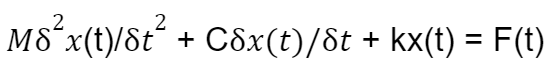 Mδ²x(t)/δt² + Cδx(t)/δt + kx(t) = F(t)